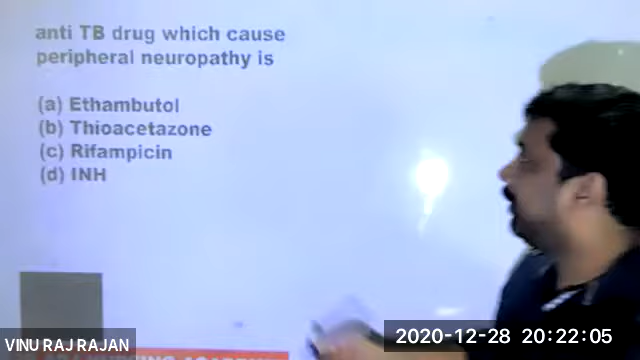 anti TB drug which cause
peripheral neuropathy is
(a) Ethambutol
(b) Thioacetazone
(c) Rifampicin
(d) INH
VINU RAJ RAJAN
2020-12-28 20:22:05